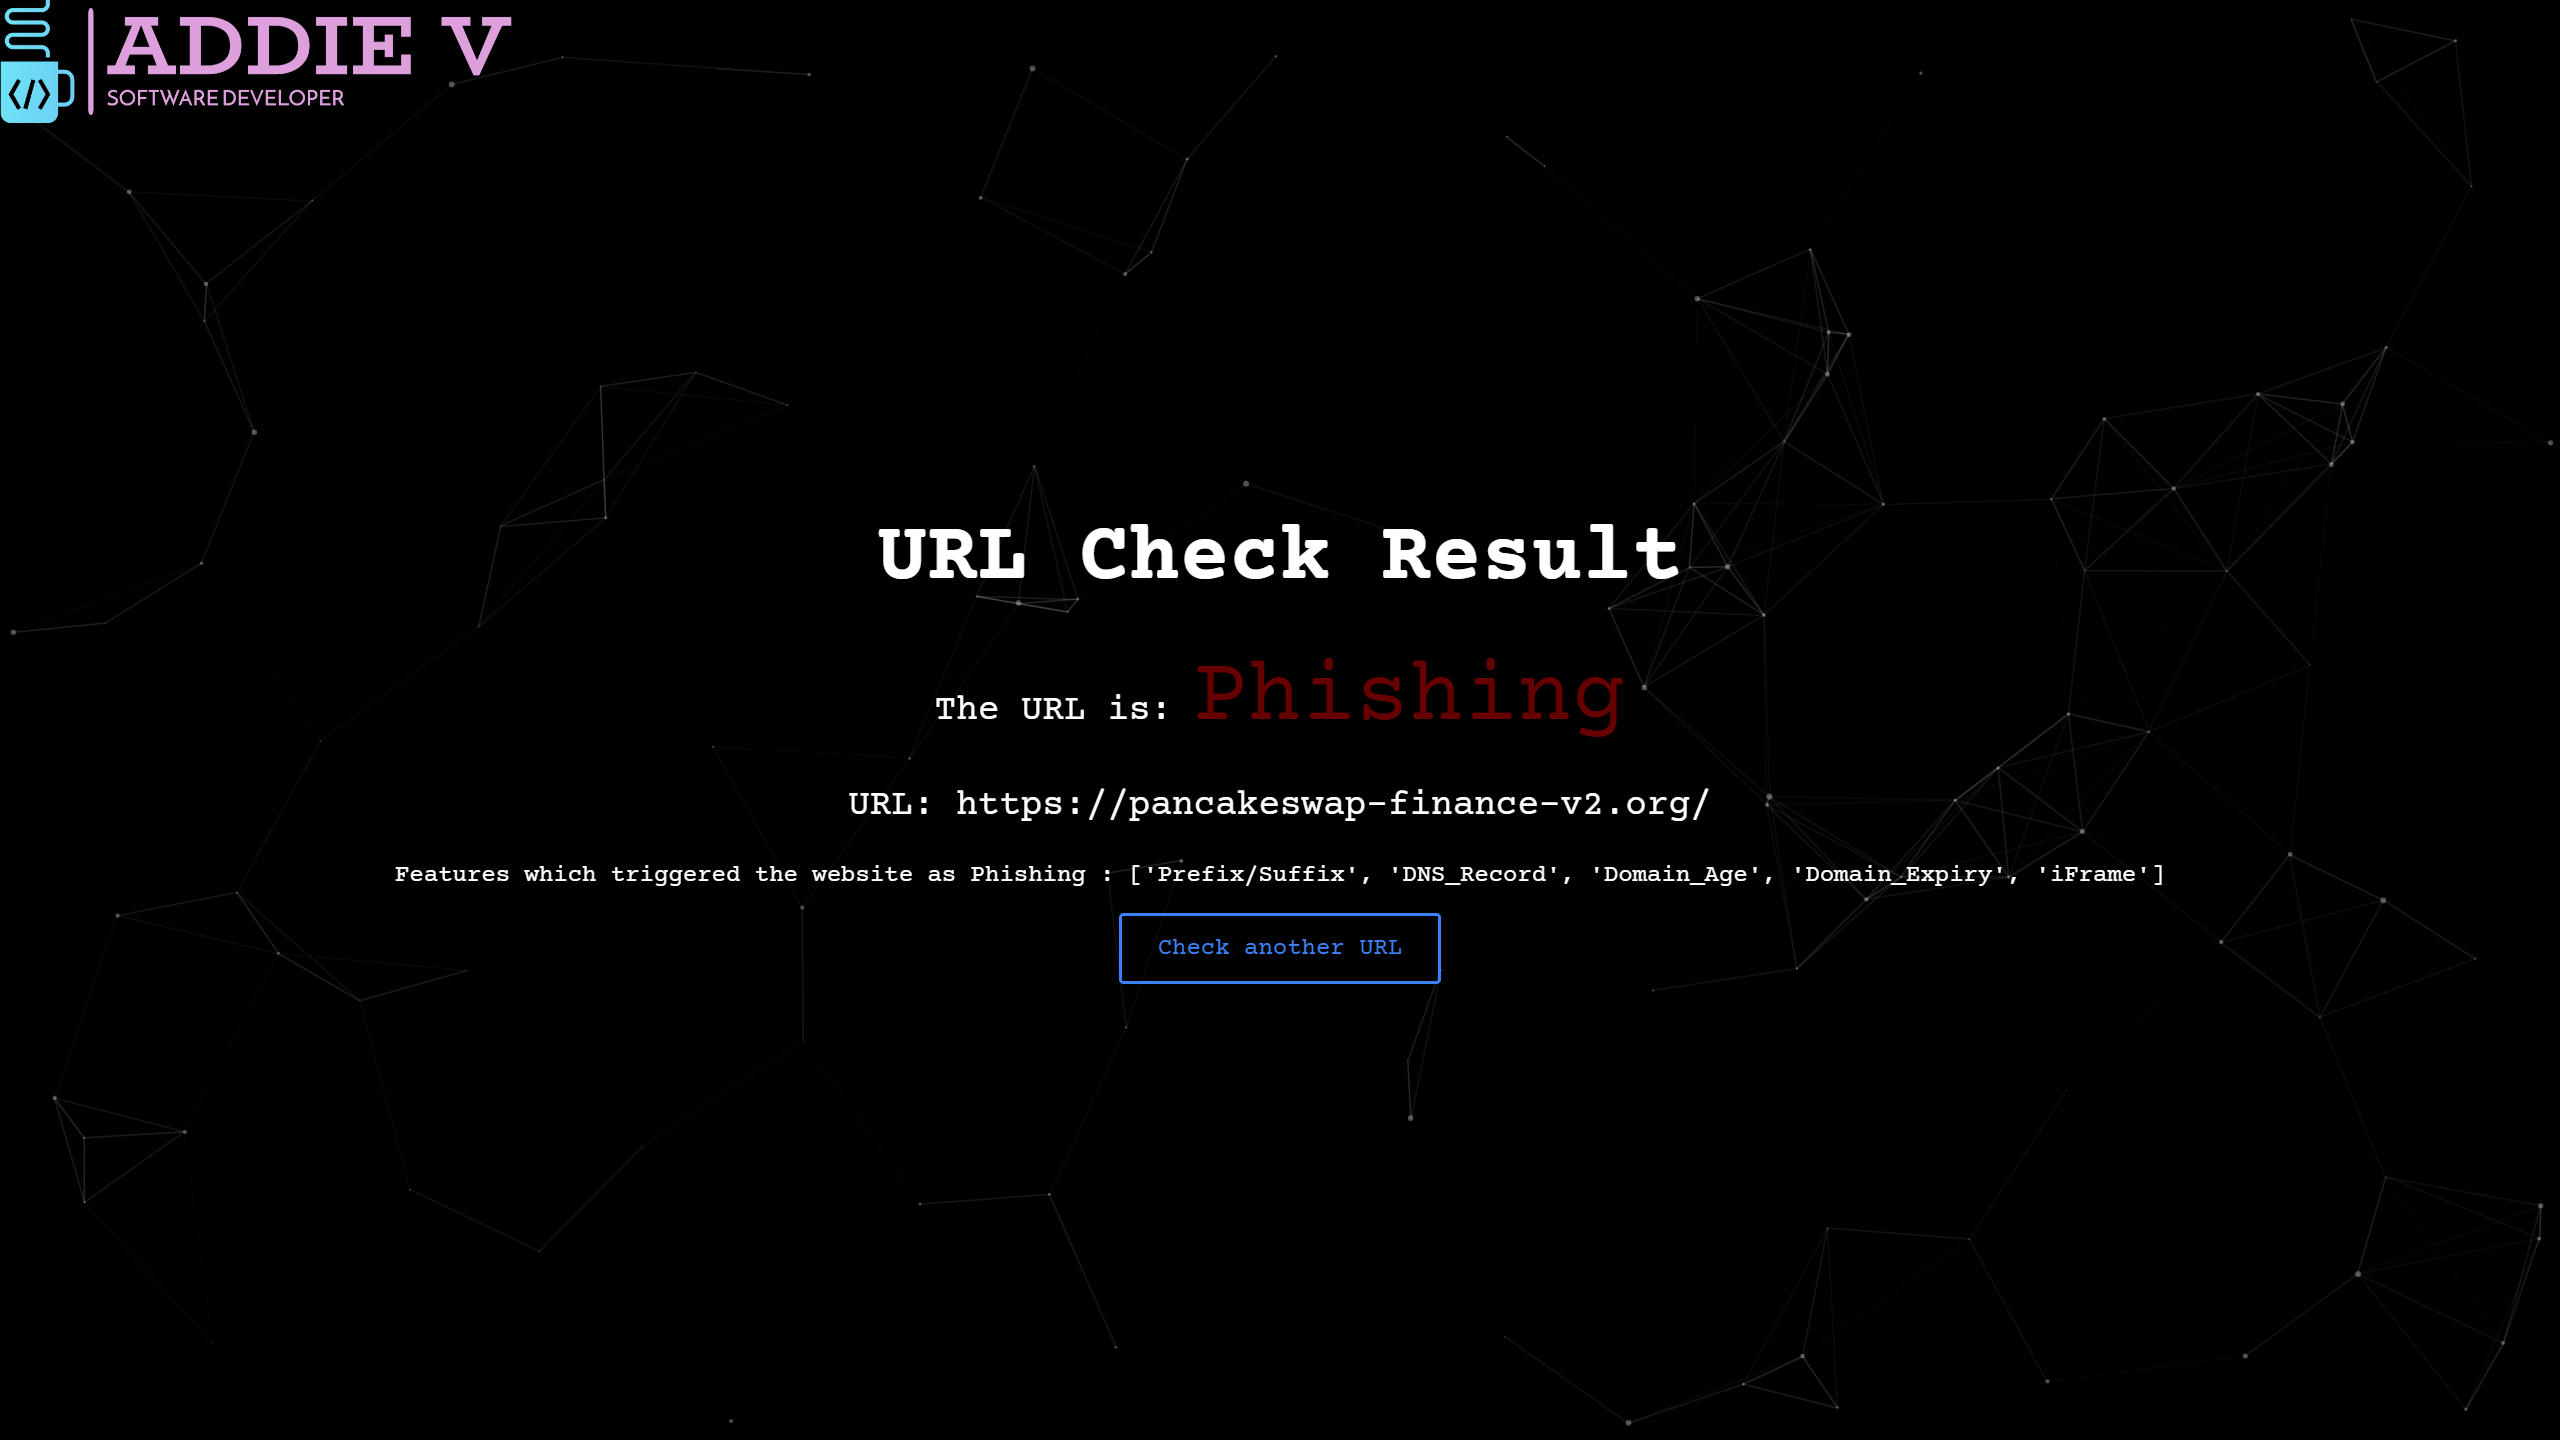 ADDIE V
SOFTWARE DEVELOPER
URL Check Result
The URL is: Phishing
URL: https://pancakeswap-finance-v2.org/
Features which triggered the website as Phishing : ['Prefix/Suffix', 'DNS_Record', 'Domain_Age', 'Domain_Expiry', 'iFrame']
Check another URL